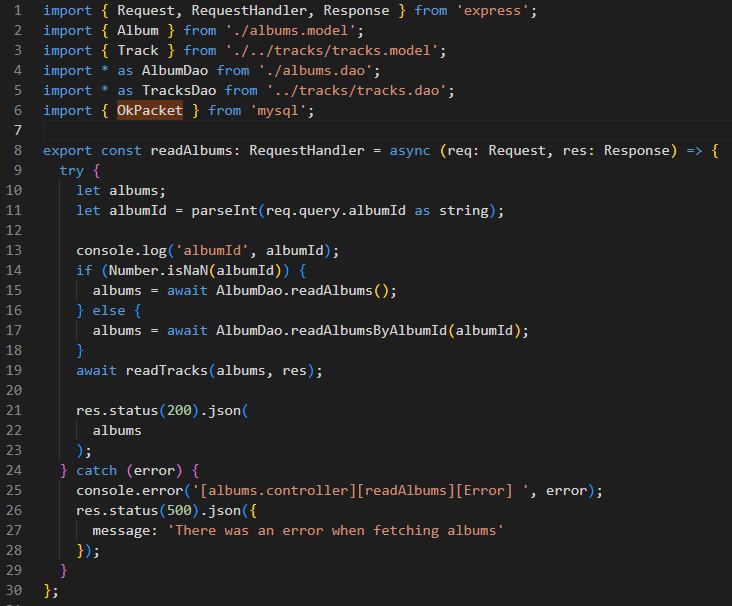 1 import { Request, RequestHandler, Response } from 'express';
2 import { Album } from './albums.model';
3 import { Track } from './../tracks/tracks.model';
4 import * as AlbumDao from './albums.dao';
5 import * as TracksDao from '../tracks/tracks.dao';
6 import { OkPacket } from 'mysql';
7
8 export const readAlbums: RequestHandler = async (req: Request, res: Response) => {
9   try {
10     let albums;
11     let albumId = parseInt(req.query.albumId as string);
12
13     console.log('albumId', albumId);
14     if (Number.isNaN(albumId)) {
15       albums = await AlbumDao.readAlbums();
16     } else {
17       albums = await AlbumDao.readAlbumsByAlbumId(albumId);
18     }
19     await readTracks(albums, res);
20
21     res.status(200).json(
22       albums
23     );
24   } catch (error) {
25     console.error('[albums.controller][readAlbums][Error] ', error);
26     res.status(500).json({
27       message: 'There was an error when fetching albums'
28     });
29   }
30 };